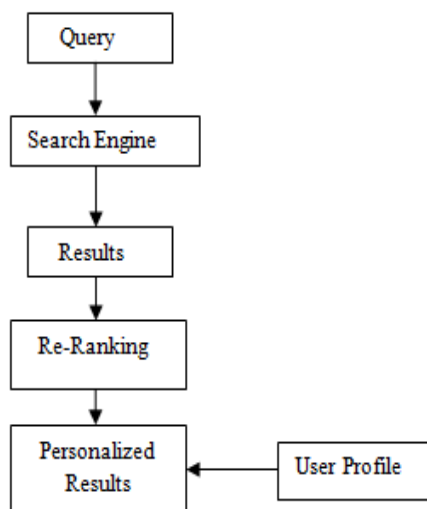 Query
Search Engine
Results
Re-Ranking
Personalized
Results
User Profile